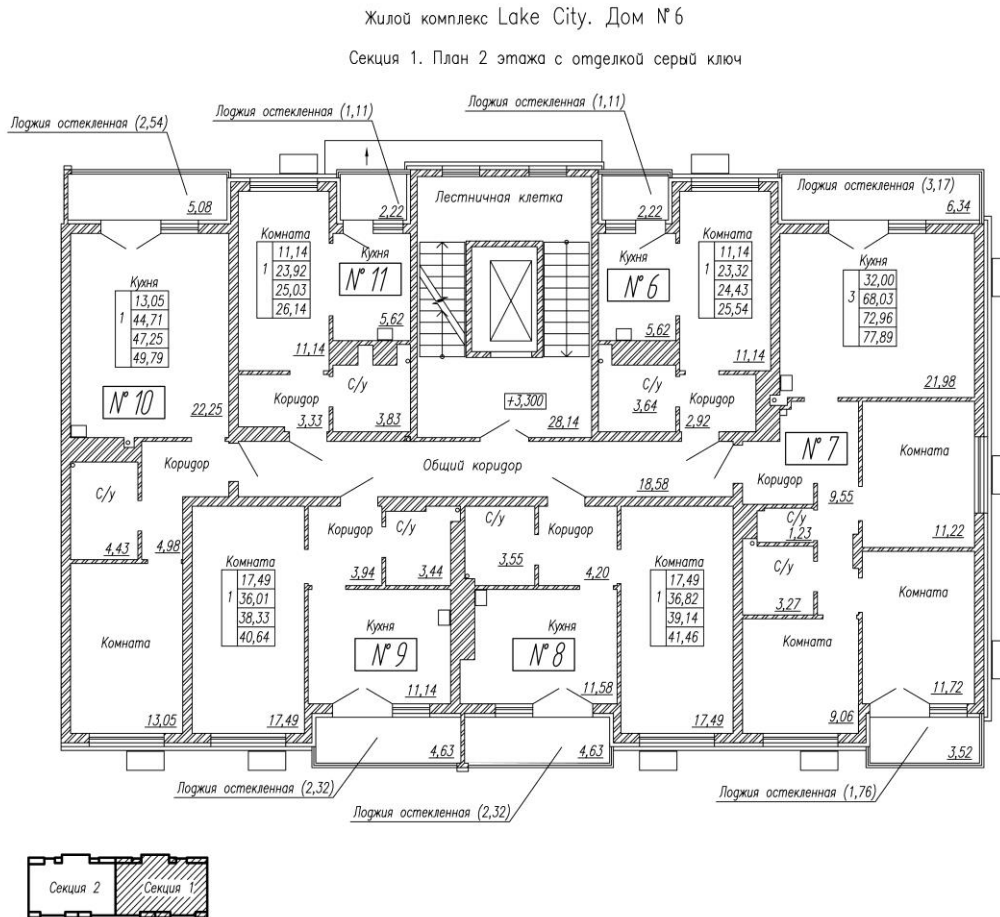 Жилой комплекс Lake City. Дом №6
Секция 1. План 2 этажа с отделкой серый ключ
Лоджия остекленная (2,54)
Лоджия остекленная (1,11)
Лоджия остекленная (1,11)
5,08
2,22
Лестничная клетка
2,22
Лоджия остекленная (3,17)
6,34
Кухня
1
13,05
44,71
47,25
49,79
№ 10
22,25
Комната
1
11,14
23,92
25,03
26,14
11,14
Кухня
№ 11
5,62
Коридор
3,33
С/у
3,83
+3,300
28,14
Кухня
№ 6
5,62
Комната
1
11,14
23,32
24,43
25,54
11,14
С/у
3,64
Коридор
2,92
Кухня
3
32,00
68,03
72,96
77,89
21,98
№ 7
Общий коридор
18,58
Коридор
4,98
С/у
4,43
Комната
13,05
Комната
1
17,49
36,01
38,33
40,64
17,49
Коридор
3,94
С/у
3,44
Кухня
№ 9
11,14
С/у
3,55
Коридор
4,20
Кухня
№ 8
11,58
Комната
1
17,49
36,82
39,14
41,46
17,49
Коридор
9,55
С/у
1,23
С/у
3,27
Комната
11,22
Комната
11,72
Комната
9,06
4,63
4,63
3,52
Лоджия остекленная (2,32)
Лоджия остекленная (2,32)
Лоджия остекленная (1,76)
Секция 2
Секция 1